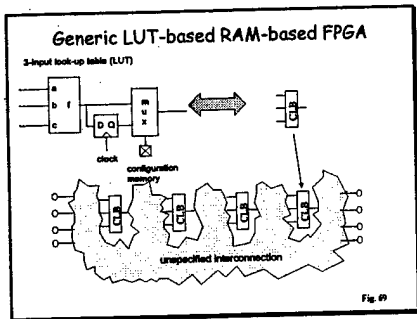 Generic LUT-based RAM-based FPGA
3-input look-up table (LUT)
a
b f
c
D Q
mux
clock
configuration
memory
CLB
CLB
CLB
CLB
CLB
unspecified interconnection
Fig. 69